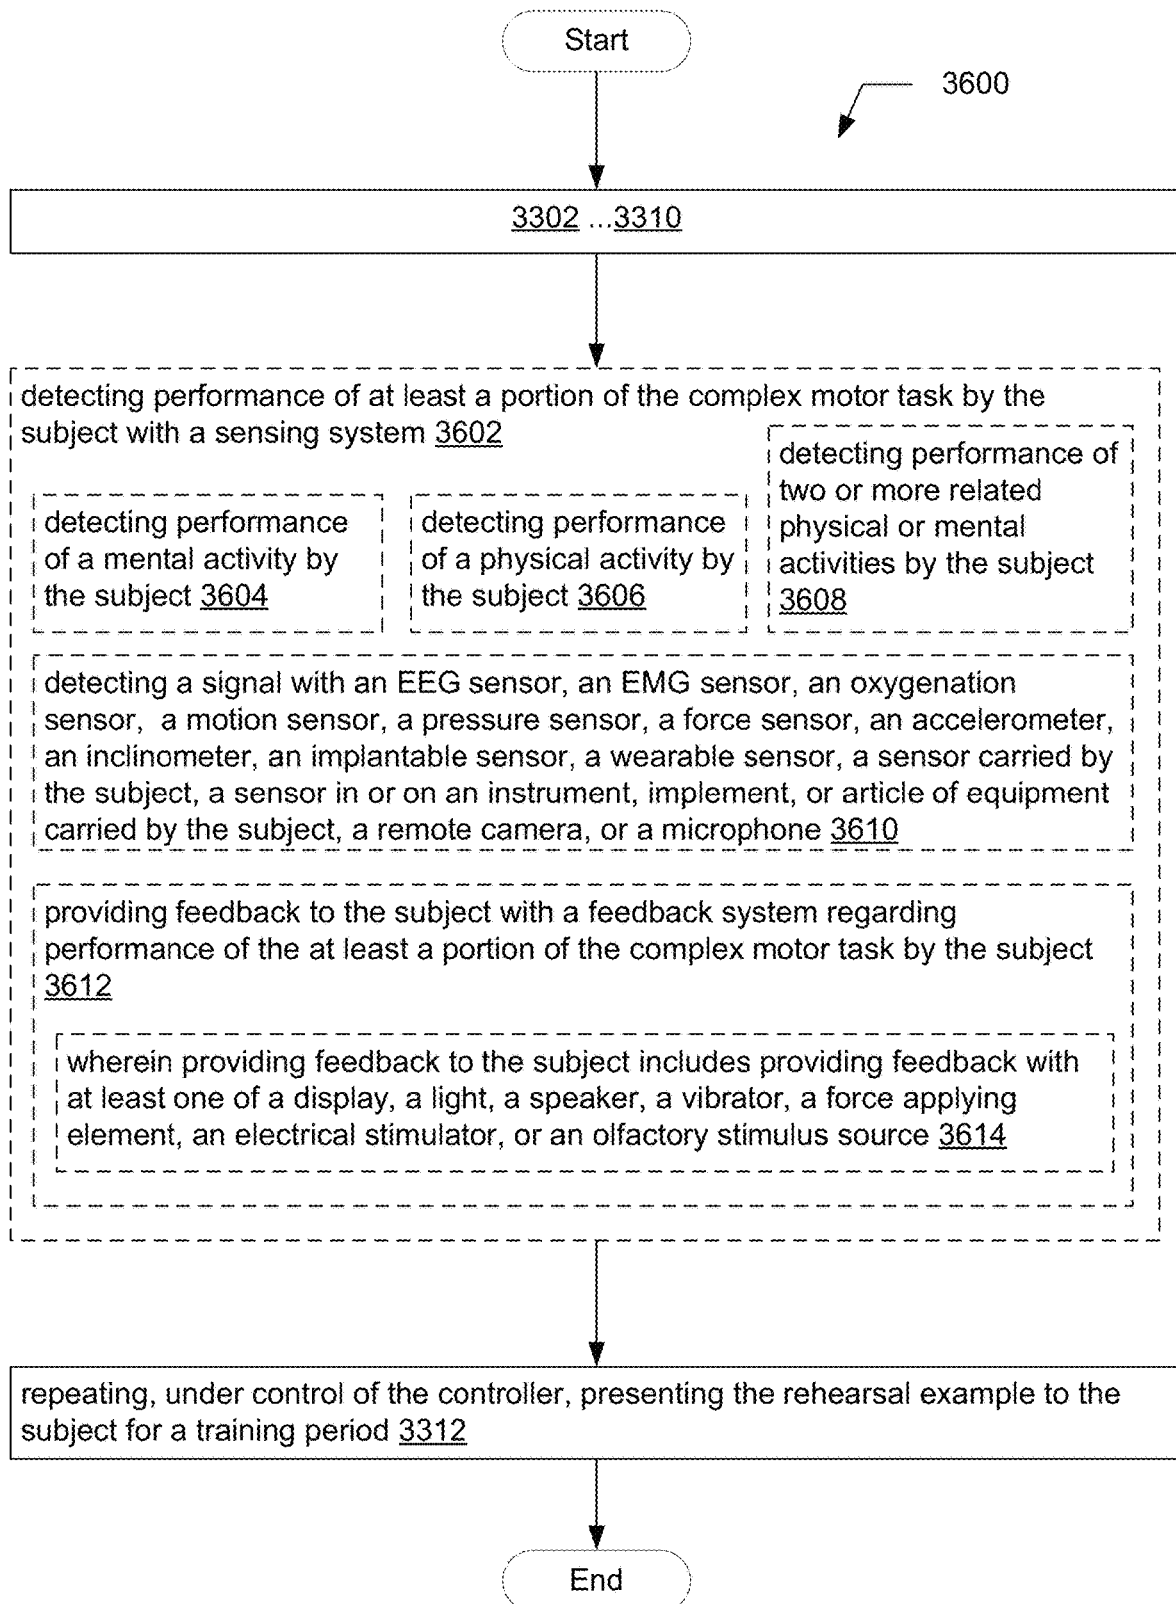 Start
3600
3302 ...3310
detecting performance of at least a portion of the complex motor task by the
subject with a sensing system 3602
detecting performance
of a mental activity by
the subject 3604
detecting performance
of a physical activity by
the subject 3606
detecting performance of
two or more related
physical or mental
activities by the subject
3608
detecting a signal with an EEG sensor, an EMG sensor, an oxygenation
sensor, a motion sensor, a pressure sensor, a force sensor, an accelerometer,
an inclinometer, an implantable sensor, a wearable sensor, a sensor carried by
the subject, a sensor in or on an instrument, implement, or article of equipment
carried by the subject, a remote camera, or a microphone 3610
providing feedback to the subject with a feedback system regarding
performance of the at least a portion of the complex motor task by the subject
3612
wherein providing feedback to the subject includes providing feedback with
at least one of a display, a light, a speaker, a vibrator, a force applying
element, an electrical stimulator, or an olfactory stimulus source 3614
repeating, under control of the controller, presenting the rehearsal example to the
subject for a training period 3312
End